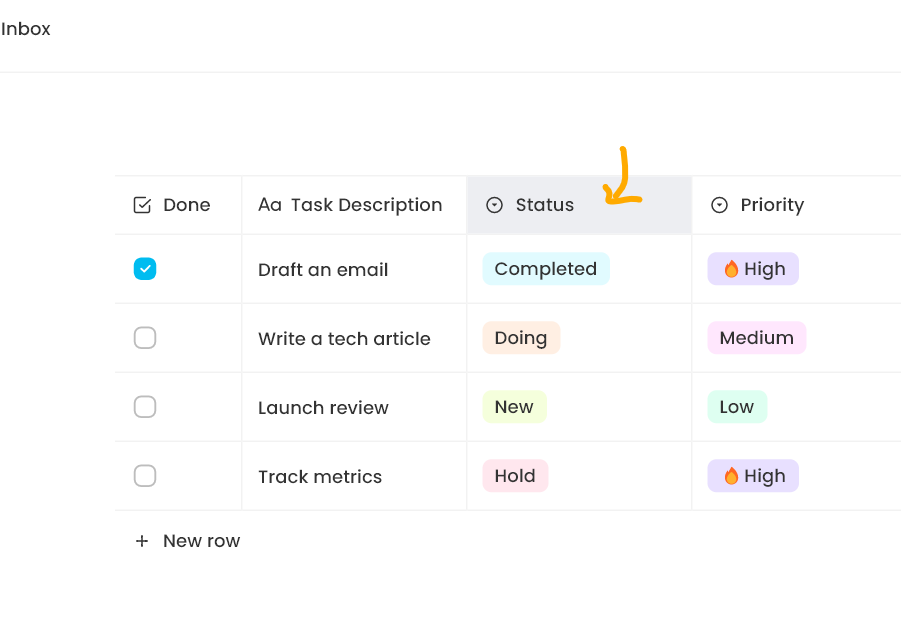 Inbox
Done Aa Task Description Status Priority
Draft an email Completed 🔥 High
Write a tech article Doing Medium
Launch review New Low
Track metrics Hold 🔥 High
+ New row